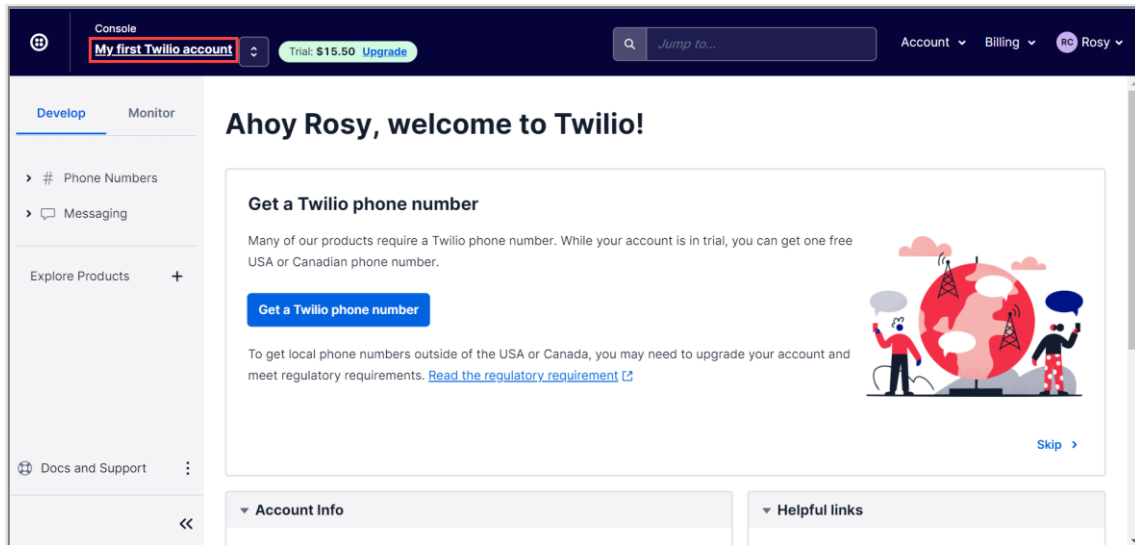 Console
My first Twilio account
Trial: $15.50 Upgrade
Jump to...
Account
Billing
RC Rosy
Develop
Monitor
Ahoy Rosy, welcome to Twilio!
# Phone Numbers
Messaging
Explore Products +
Get a Twilio phone number
Many of our products require a Twilio phone number. While your account is in trial, you can get one free
USA or Canadian phone number.
Get a Twilio phone number
To get local phone numbers outside of the USA or Canada, you may need to upgrade your account and
meet regulatory requirements. Read the regulatory requirement
Skip >
Docs and Support
Account Info
Helpful links